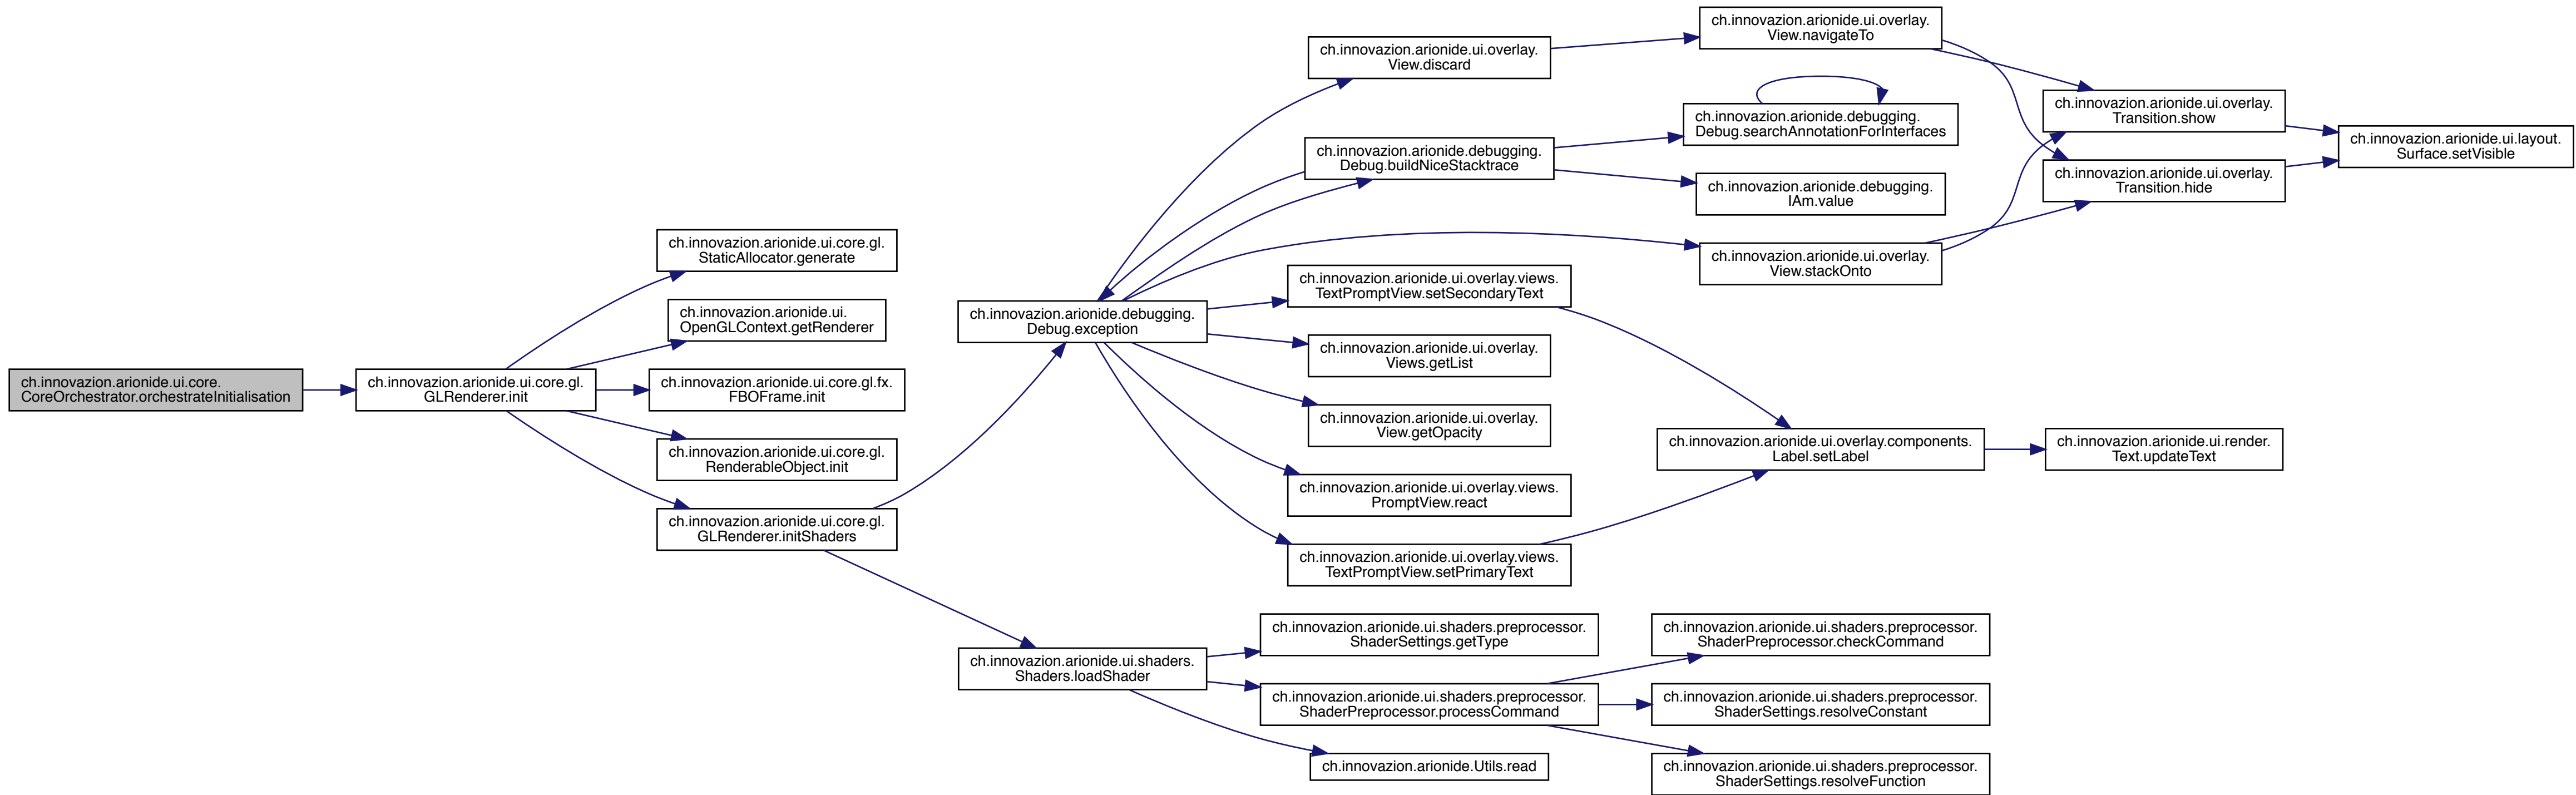 ch.innovazion.arionide.ui.core.
CoreOrchestrator.orchestrateInitialisation
ch.innovazion.arionide.ui.core.gl.
GLRenderer.init
ch.innovazion.arionide.ui.core.gl.
StaticAllocator.generate
ch.innovazion.arionide.ui.
OpenGLContext.getRenderer
ch.innovazion.arionide.ui.core.gl.fx.
FBOFrame.init
ch.innovazion.arionide.ui.core.gl.
RenderableObject.init
ch.innovazion.arionide.ui.core.gl.
GLRenderer.initShaders
ch.innovazion.arionide.debugging.
Debug.exception
ch.innovazion.arionide.ui.shaders.
Shaders.loadShader
ch.innovazion.arionide.ui.overlay.
View.discard
ch.innovazion.arionide.debugging.
Debug.buildNiceStacktrace
ch.innovazion.arionide.ui.overlay.views.
TextPromptView.setSecondaryText
ch.innovazion.arionide.ui.overlay.
Views.getList
ch.innovazion.arionide.ui.overlay.
View.getOpacity
ch.innovazion.arionide.ui.overlay.views.
PromptView.react
ch.innovazion.arionide.ui.overlay.views.
TextPromptView.setPrimaryText
ch.innovazion.arionide.ui.shaders.preprocessor.
ShaderSettings.getType
ch.innovazion.arionide.ui.shaders.preprocessor.
ShaderPreprocessor.processCommand
ch.innovazion.arionide.Utils.read
ch.innovazion.arionide.ui.overlay.
View.navigateTo
ch.innovazion.arionide.debugging.
Debug.searchAnnotationForInterfaces
ch.innovazion.arionide.debugging.
IAm.value
ch.innovazion.arionide.ui.overlay.
View.stackOnto
ch.innovazion.arionide.ui.overlay.components.
Label.setLabel
ch.innovazion.arionide.ui.shaders.preprocessor.
ShaderPreprocessor.checkCommand
ch.innovazion.arionide.ui.shaders.preprocessor.
ShaderSettings.resolveConstant
ch.innovazion.arionide.ui.shaders.preprocessor.
ShaderSettings.resolveFunction
ch.innovazion.arionide.ui.overlay.
Transition.show
ch.innovazion.arionide.ui.overlay.
Transition.hide
ch.innovazion.arionide.ui.render.
Text.updateText
ch.innovazion.arionide.ui.layout.
Surface.setVisible